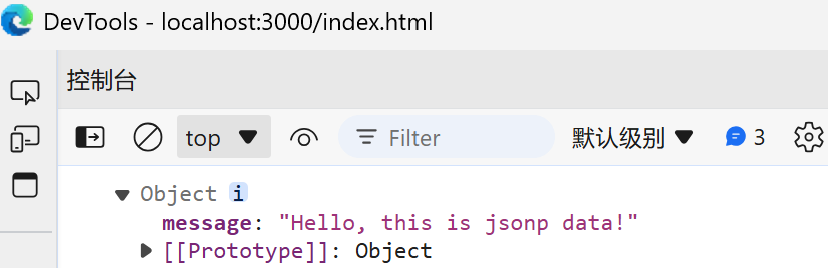 DevTools - localhost:3000/index.html
控制台
top Filter 默认级别 3
Object i
message: "Hello, this is jsonp data!"
[[Prototype]]: Object